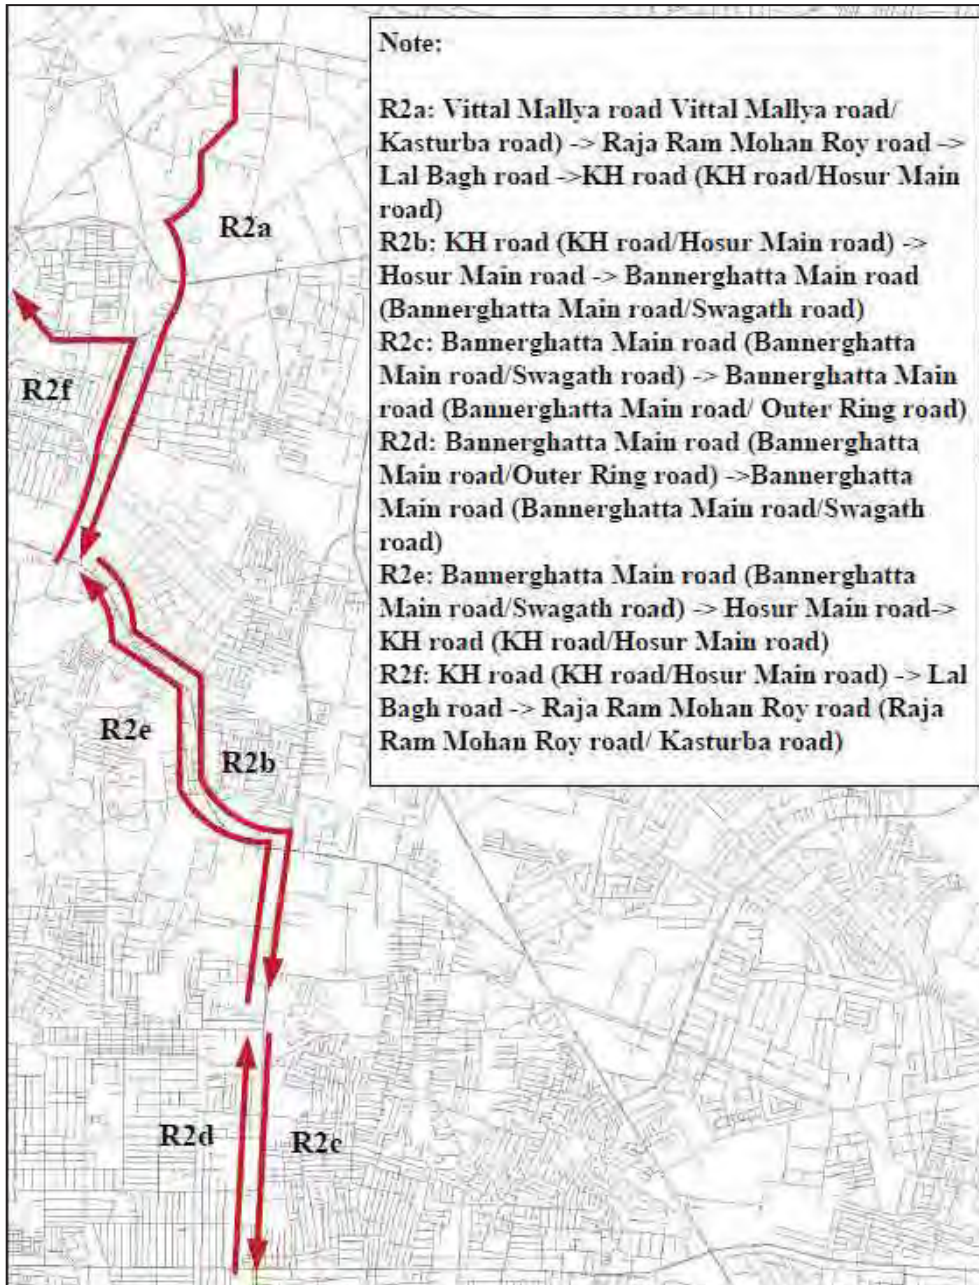 Note:
R2a: Vittal Mallya road Vittal Mallya road/
Kasturba road) -> Raja Ram Mohan Roy road ->
Lal Bagh road ->KH road (KH road/Hosur Main
road)
R2b: KH road (KH road/Hosur Main road) ->
Hosur Main road -> Bannerghatta Main road
(Bannerghatta Main road/Swagath road)
R2c: Bannerghatta Main road (Bannerghatta
Main road/Swagath road) -> Bannerghatta Main
road (Bannerghatta Main road/ Outer Ring road)
R2d: Bannerghatta Main road (Bannerghatta
Main road/Outer Ring road) ->Bannerghatta
Main road (Bannerghatta Main road/Swagath
road)
R2e: Bannerghatta Main road (Bannerghatta
Main road/Swagath road) -> Hosur Main road->
KH road (KH road/Hosur Main road)
R2f: KH road (KH road/Hosur Main road) -> Lal
Bagh road -> Raja Ram Mohan Roy road (Raja
Ram Mohan Roy road/ Kasturba road)
R2a
R2f
R2e
R2b
R2d
R2c